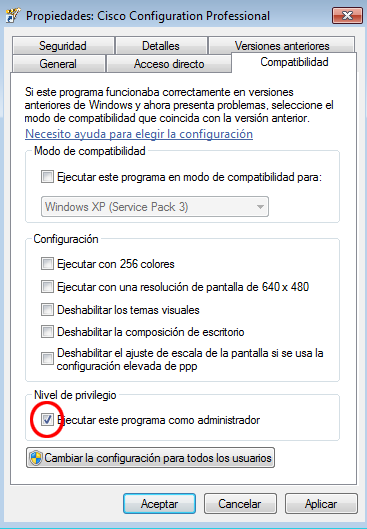 Propiedades: Cisco Configuration Professional
Seguridad Detalles Versiones anteriores
General Acceso directo Compatibilidad
Si este programa funcionaba correctamente en versiones
anteriores de Windows y ahora presenta problemas, seleccione el
modo de compatibilidad que coincida con la versión anterior.
Necesito ayuda para elegir la configuración
Modo de compatibilidad
Ejecutar este programa en modo de compatibilidad para:
Windows XP (Service Pack 3)
Configuración
Ejecutar con 256 colores
Ejecutar con una resolución de pantalla de 640 x 480
Deshabilitar los temas visuales
Deshabilitar la composición de escritorio
Deshabilitar el ajuste de escala de la pantalla si se usa la
configuración elevada de ppp
Nivel de privilegio
Ejecutar este programa como administrador
Cambiar la configuración para todos los usuarios
Aceptar Cancelar Aplicar